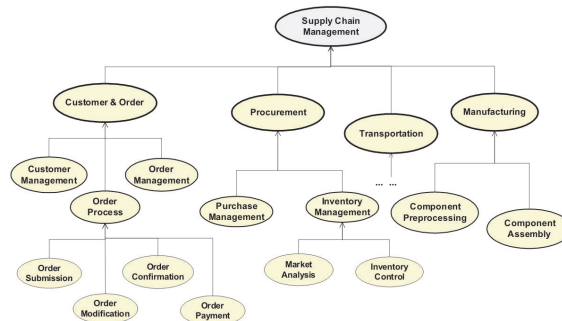 Supply Chain
Management
Customer & Order
Procurement
Transportation
Manufacturing
Customer
Management
Order
Management
Order
Process
Purchase
Management
Inventory
Management
... ...
Component
Preprocessing
Component
Assembly
Order
Submission
Order
Modification
Order
Confirmation
Order
Payment
Market
Analysis
Inventory
Control